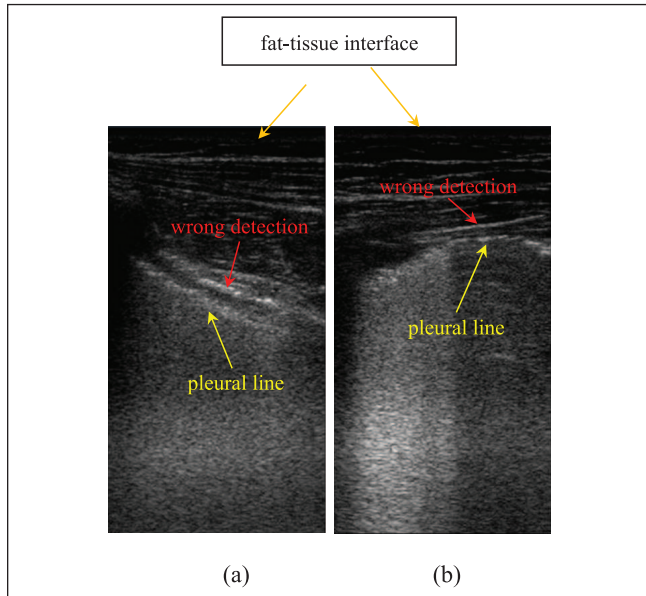 fat-tissue interface
wrong detection
pleural line
wrong detection
pleural line
(a)
(b)